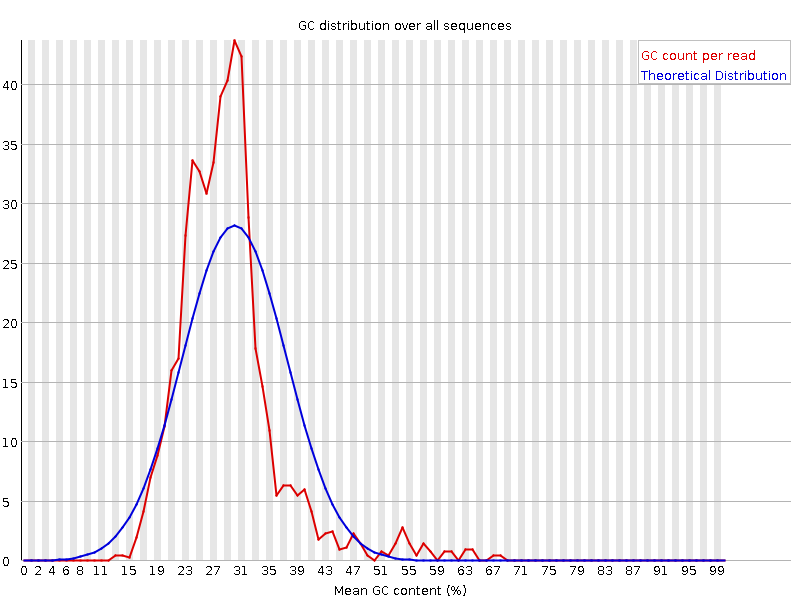 GC distribution over all sequences
GC count per read
Theoretical Distribution
40
35
30
25
20
15
10
5
0
0 2 4 6 8 11 15 19 23 27 31 35 39 43 47 51 55 59 63 67 71 75 79 83 87 91 95 99
Mean GC content (%)